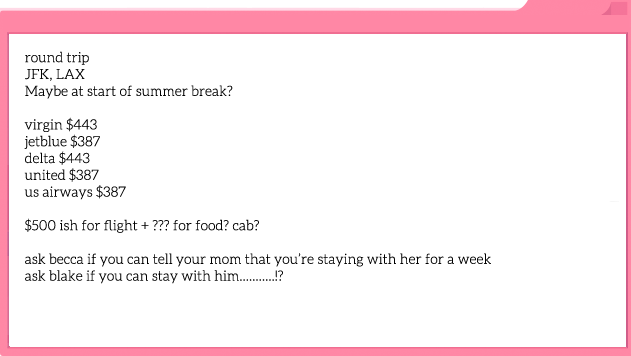 round trip
JFK, LAX
Maybe at start of summer break?
virgin $443
jetblue $387
delta $443
united $387
us airways $387
$500 ish for flight + ??? for food? cab?
ask becca if you can tell your mom that you're staying with her for a week
ask blake if you can stay with him...........!?